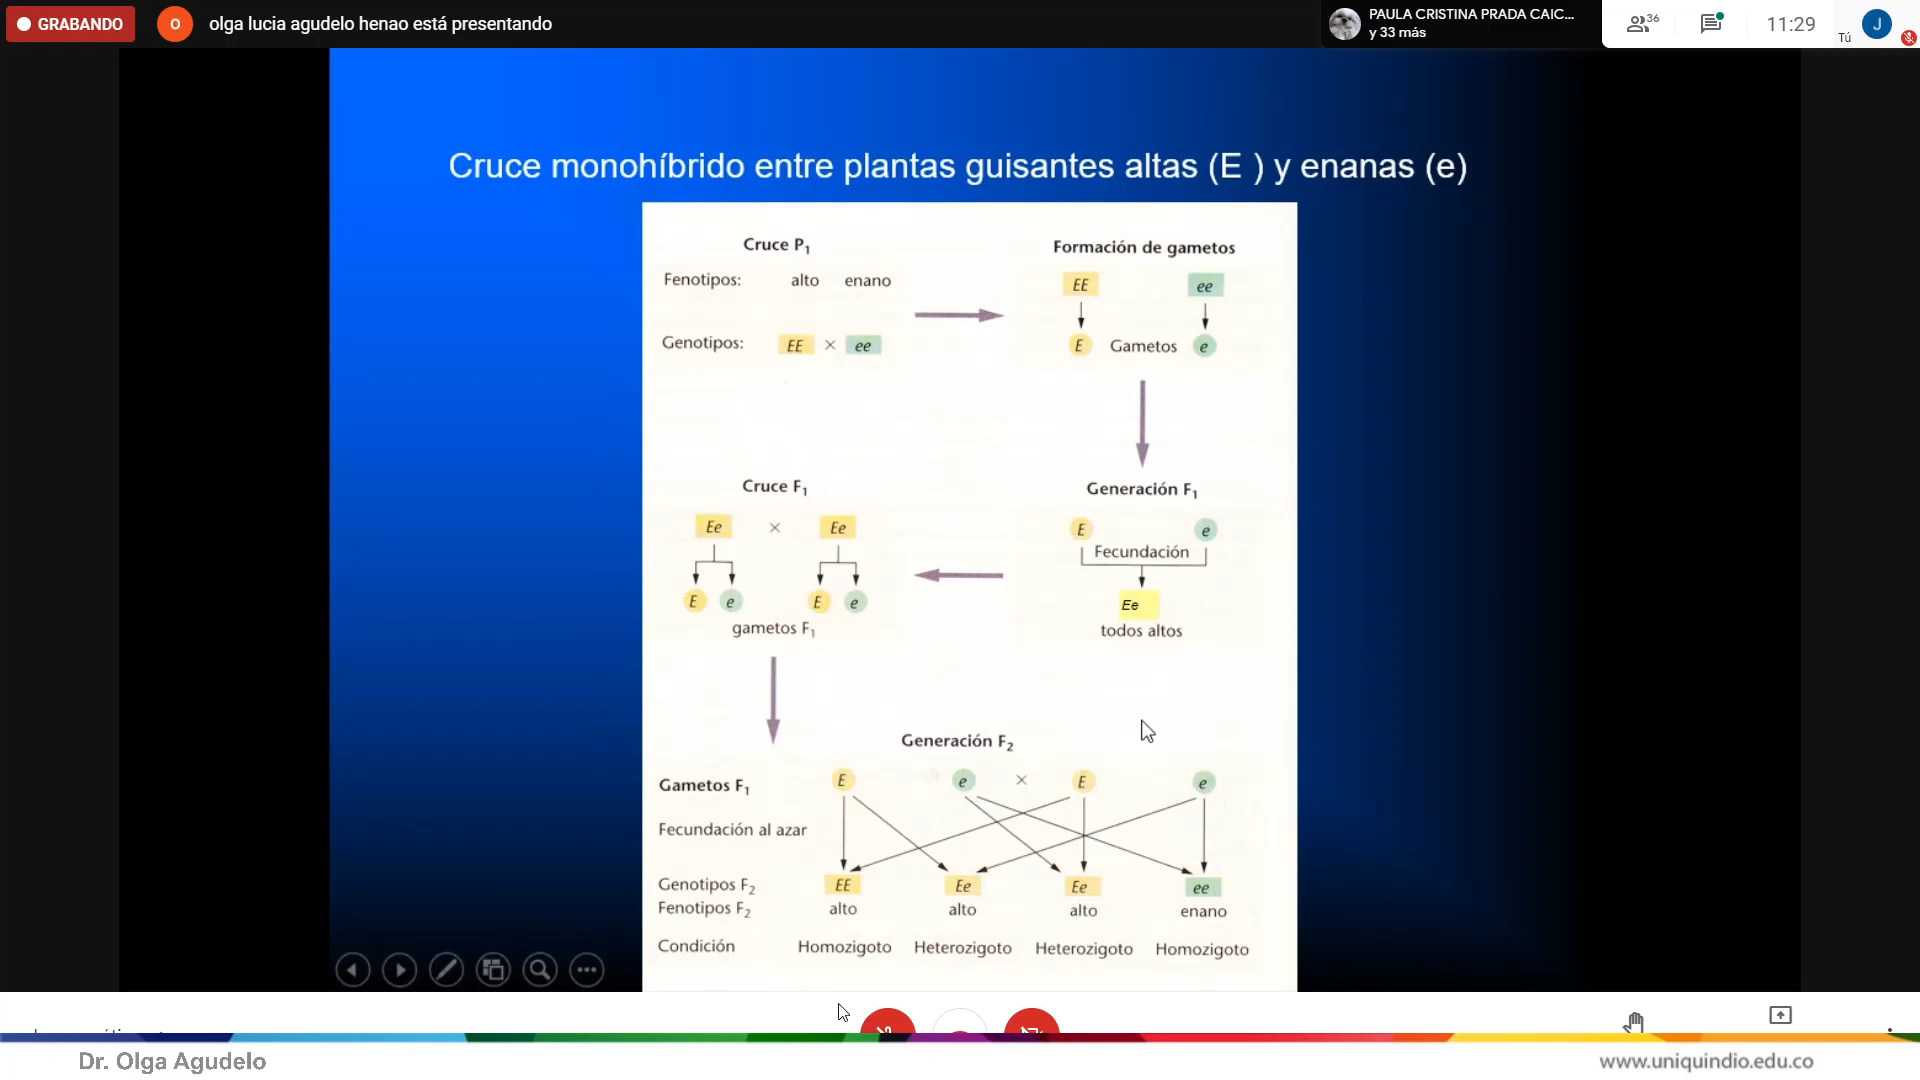 GRABANDO
O
olga lucia agudelo henao está presentando
PAULA CRISTINA PRADA CAIC...
y 33 más
36
11:29
Tú
J
Cruce monohíbrido entre plantas guisantes altas (E ) y enanas (e)
Cruce P1
Fenotipos: alto enano
Genotipos: EE × ee
Formación de gametos
EE ee
E Gametos e
Cruce F1
Ee × Ee
E e E e
gametos F1
Generación F1
E e
Fecundación
Ee
todos altos
Generación F2
Gametos F1 E e × E e
Fecundación al azar
Genotipos F2 EE Ee Ee ee
Fenotipos F2 alto alto alto enano
Condición Homozigoto Heterozigoto Heterozigoto Homozigoto
Dr. Olga Agudelo
www.uniquindio.edu.co